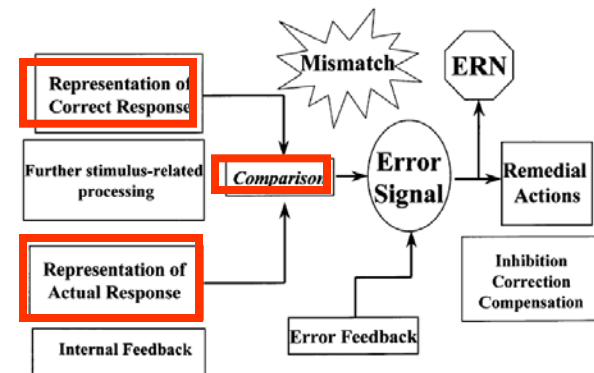 Mismatch
ERN
Representation of
Correct Response
Further stimulus-related
processing
Comparison
Error
Signal
Remedial
Actions
Representation of
Actual Response
Inhibition
Correction
Compensation
Internal Feedback
Error Feedback